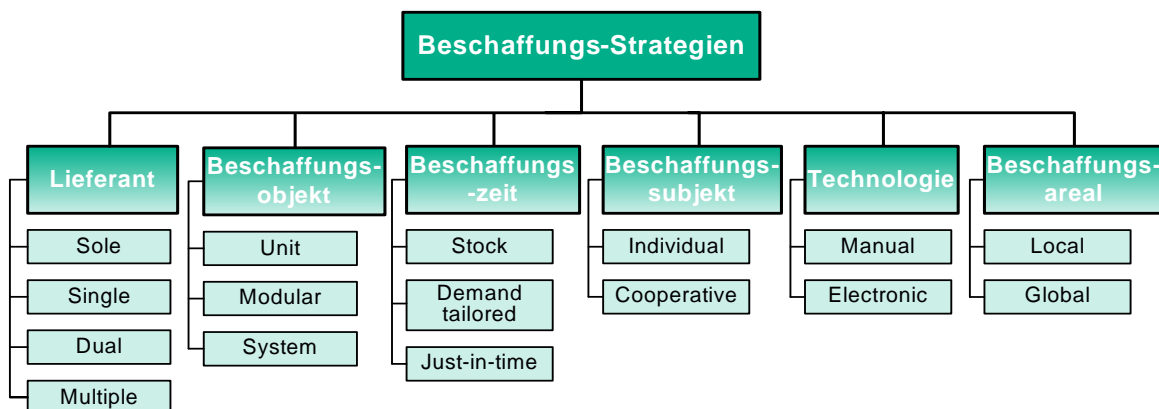 Beschaffungs-Strategien
Lieferant
Sole
Single
Dual
Multiple
Beschaffungs-
objekt
Unit
Modular
System
Beschaffungs
-zeit
Stock
Demand
tailored
Just-in-time
Beschaffungs-
subjekt
Individual
Cooperative
Technologie
Manual
Electronic
Beschaffungs-
areal
Local
Global